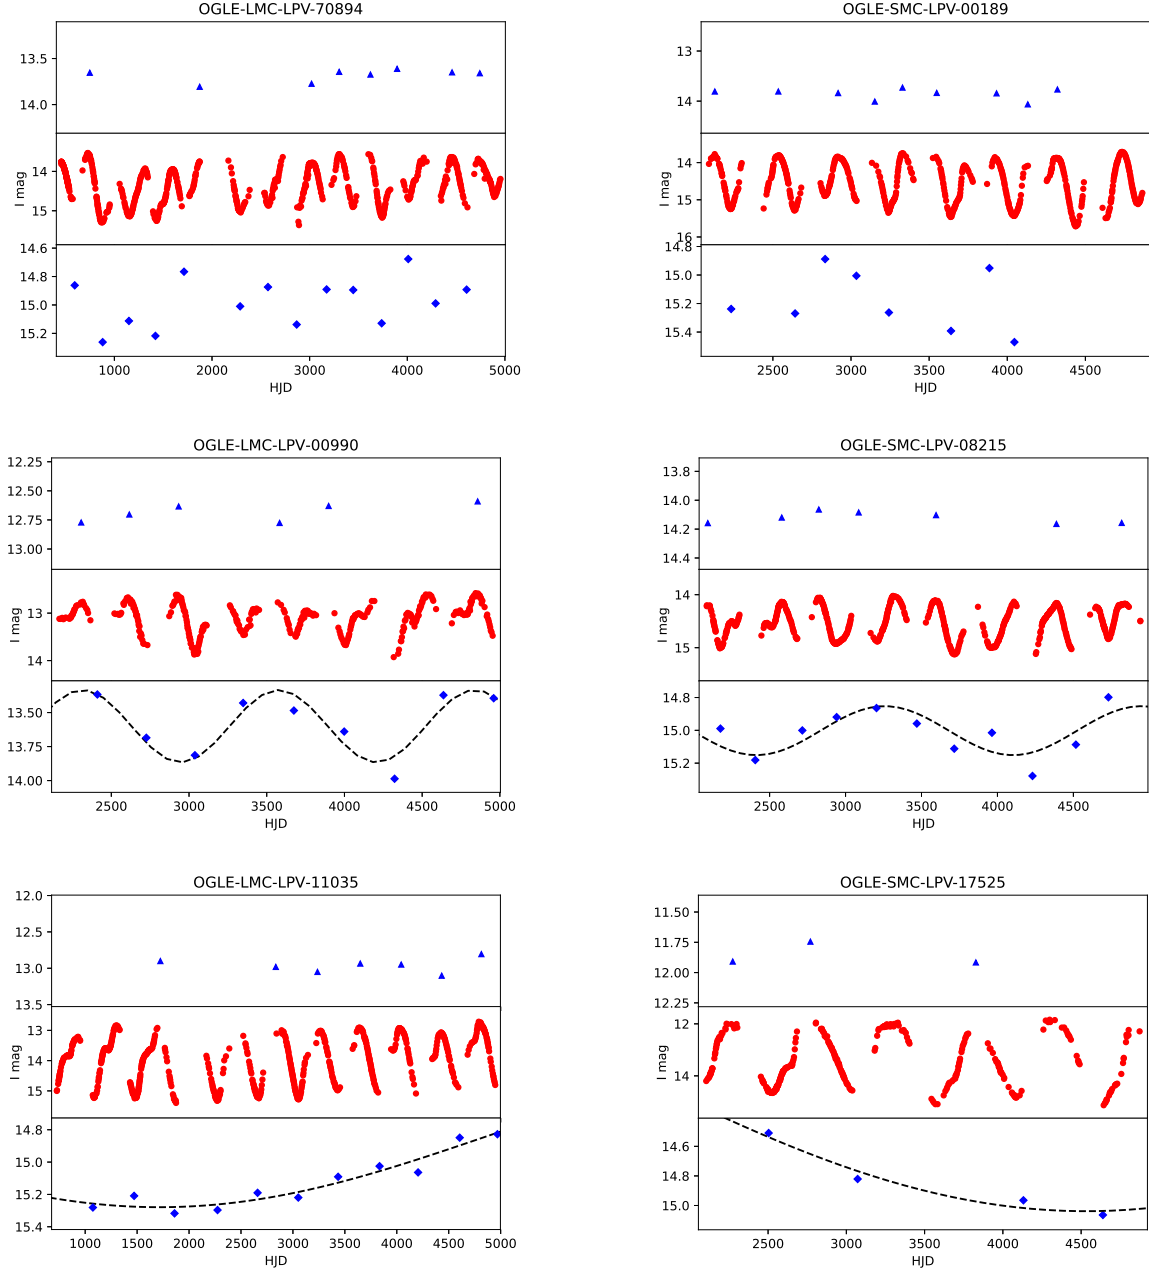 OGLE-LMC-LPV-70894
13.5
14.0
14
15
I mag
14.6
14.8
15.0
15.2
1000 2000 3000 4000 5000
HJD
OGLE-SMC-LPV-00189
13
14
14
15
16
I mag
14.8
15.0
15.2
15.4
2500 3000 3500 4000 4500
HJD
OGLE-LMC-LPV-00990
12.25
12.50
12.75
13.00
13
14
I mag
13.50
13.75
14.00
2500 3000 3500 4000 4500 5000
HJD
OGLE-SMC-LPV-08215
13.8
14.0
14.2
14.4
14
15
I mag
14.8
15.0
15.2
2500 3000 3500 4000 4500
HJD
OGLE-LMC-LPV-11035
12.0
12.5
13.0
13.5
13
14
15
I mag
14.8
15.0
15.2
15.4
1000 1500 2000 2500 3000 3500 4000 4500 5000
HJD
OGLE-SMC-LPV-17525
11.50
11.75
12.00
12.25
12
14
I mag
14.6
14.8
15.0
2500 3000 3500 4000 4500
HJD